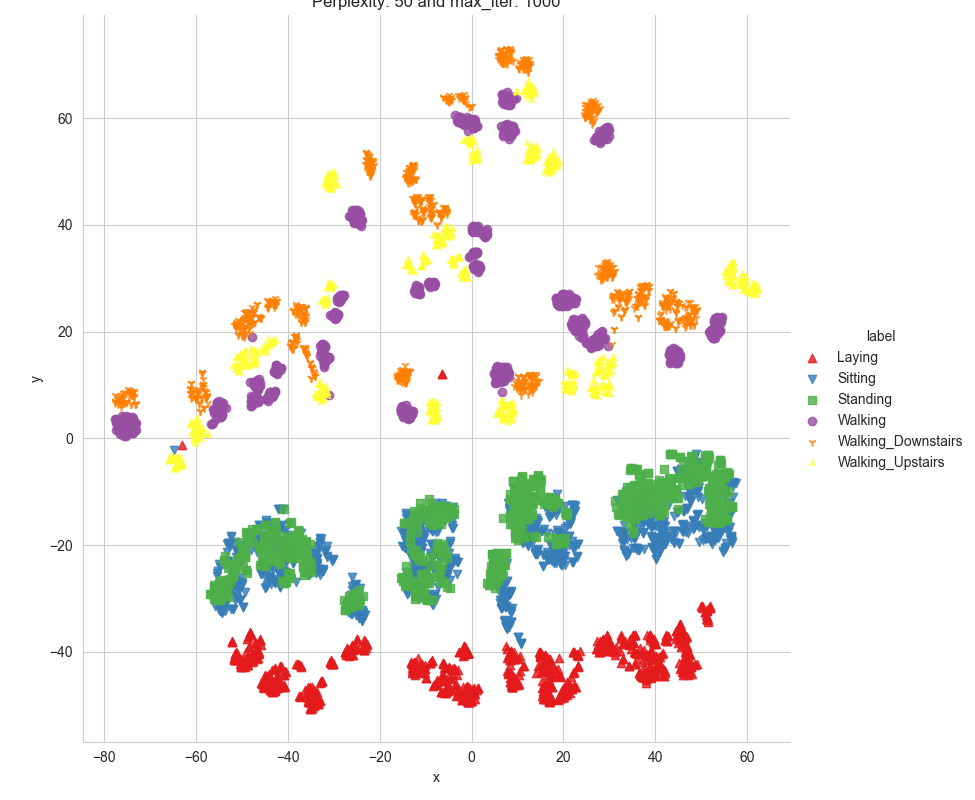 Perplexity: 50 and max_iter: 1000
60
40
20
0
−20
−40
y
−80
−60
−40
−20
0
20
40
60
x
label
Laying
Sitting
Standing
Walking
Walking_Downstairs
Walking_Upstairs